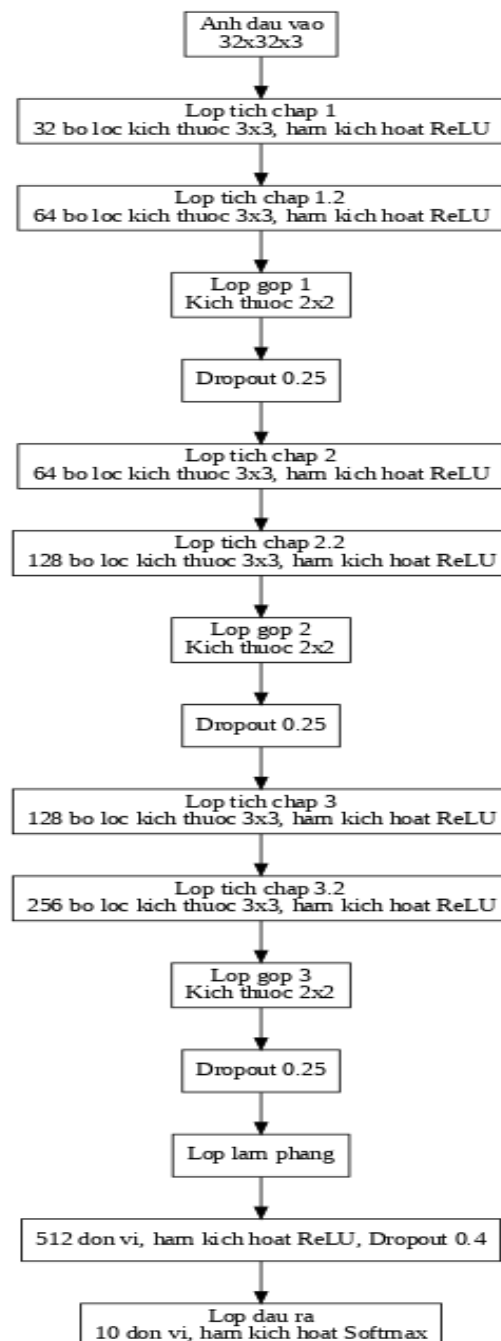 Anh dau vao
32x32x3
Lop tich chap 1
32 bo loc kich thuoc 3x3, ham kich hoat ReLU
Lop tich chap 1.2
64 bo loc kich thuoc 3x3, ham kich hoat ReLU
Lop gop 1
Kich thuoc 2x2
Dropout 0.25
Lop tich chap 2
64 bo loc kich thuoc 3x3, ham kich hoat ReLU
Lop tich chap 2.2
128 bo loc kich thuoc 3x3, ham kich hoat ReLU
Lop gop 2
Kich thuoc 2x2
Dropout 0.25
Lop tich chap 3
128 bo loc kich thuoc 3x3, ham kich hoat ReLU
Lop tich chap 3.2
256 bo loc kich thuoc 3x3, ham kich hoat ReLU
Lop gop 3
Kich thuoc 2x2
Dropout 0.25
Lop lam phang
512 don vi, ham kich hoat ReLU, Dropout 0.4
Lop dau ra
10 don vi, ham kich hoat Softmax